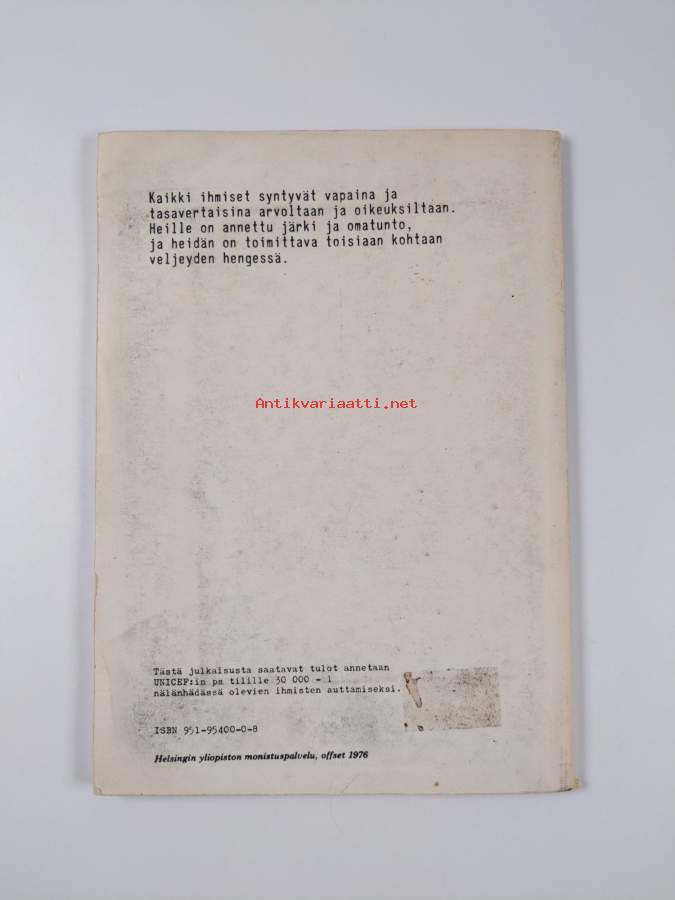 Kaikki ihmiset syntyvät vapaina ja
tasavertaisina arvoltaan ja oikeuksiltaan.
Heille on annettu järki ja omatunto,
ja heidän on toimittava toisiaan kohtaan
veljeyden hengessä.
Antikvariaatti.net
Tästä julkaisusta saatavat tulot annetaan
UNICEF:in ps tilille 30 000 - 1
nälänhädässä olevien ihmisten auttamiseksi.
ISBN 951-95400-0-8
Helsingin yliopiston monistuspalvelu, offset 1976